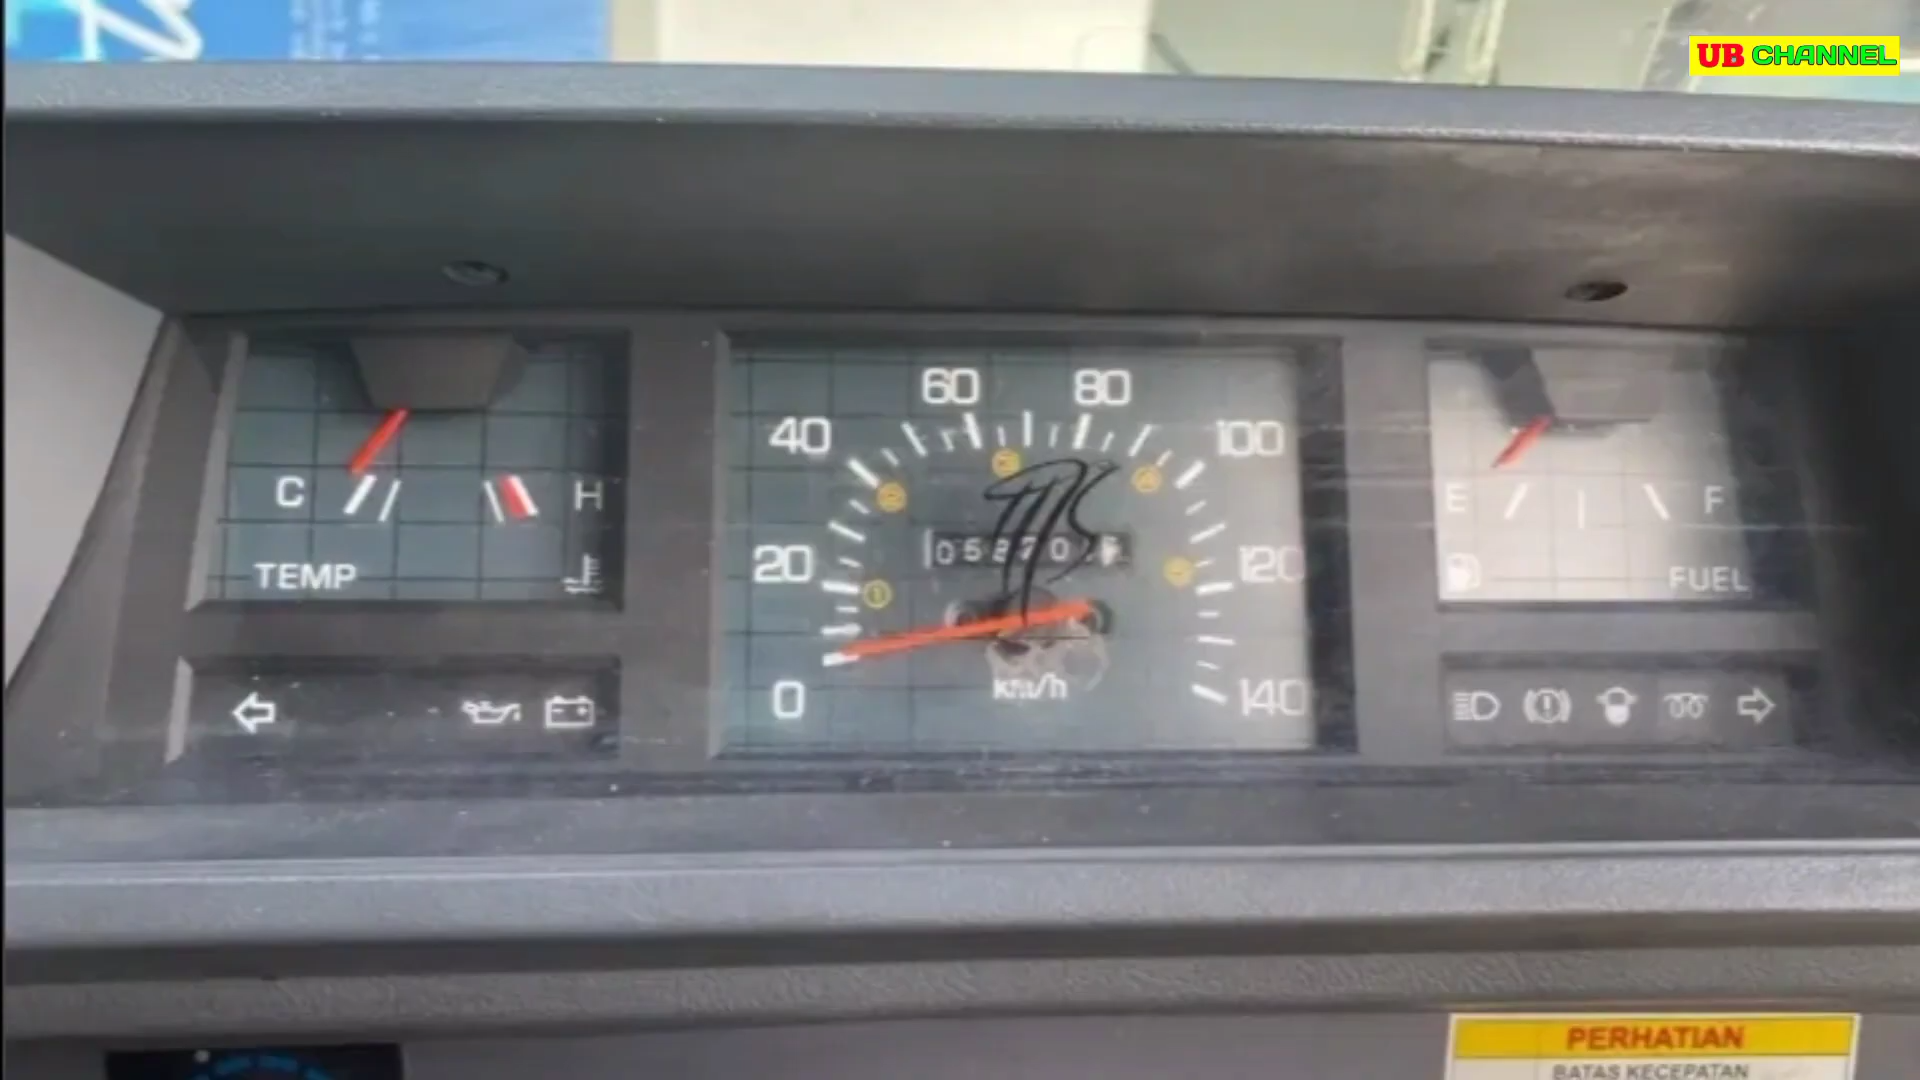 UB CHANNEL
60 80
40 100
C H
E F
20 120
TEMP
FUEL
km/h
0 140
PERHATIAN
BATAS KECEPATAN